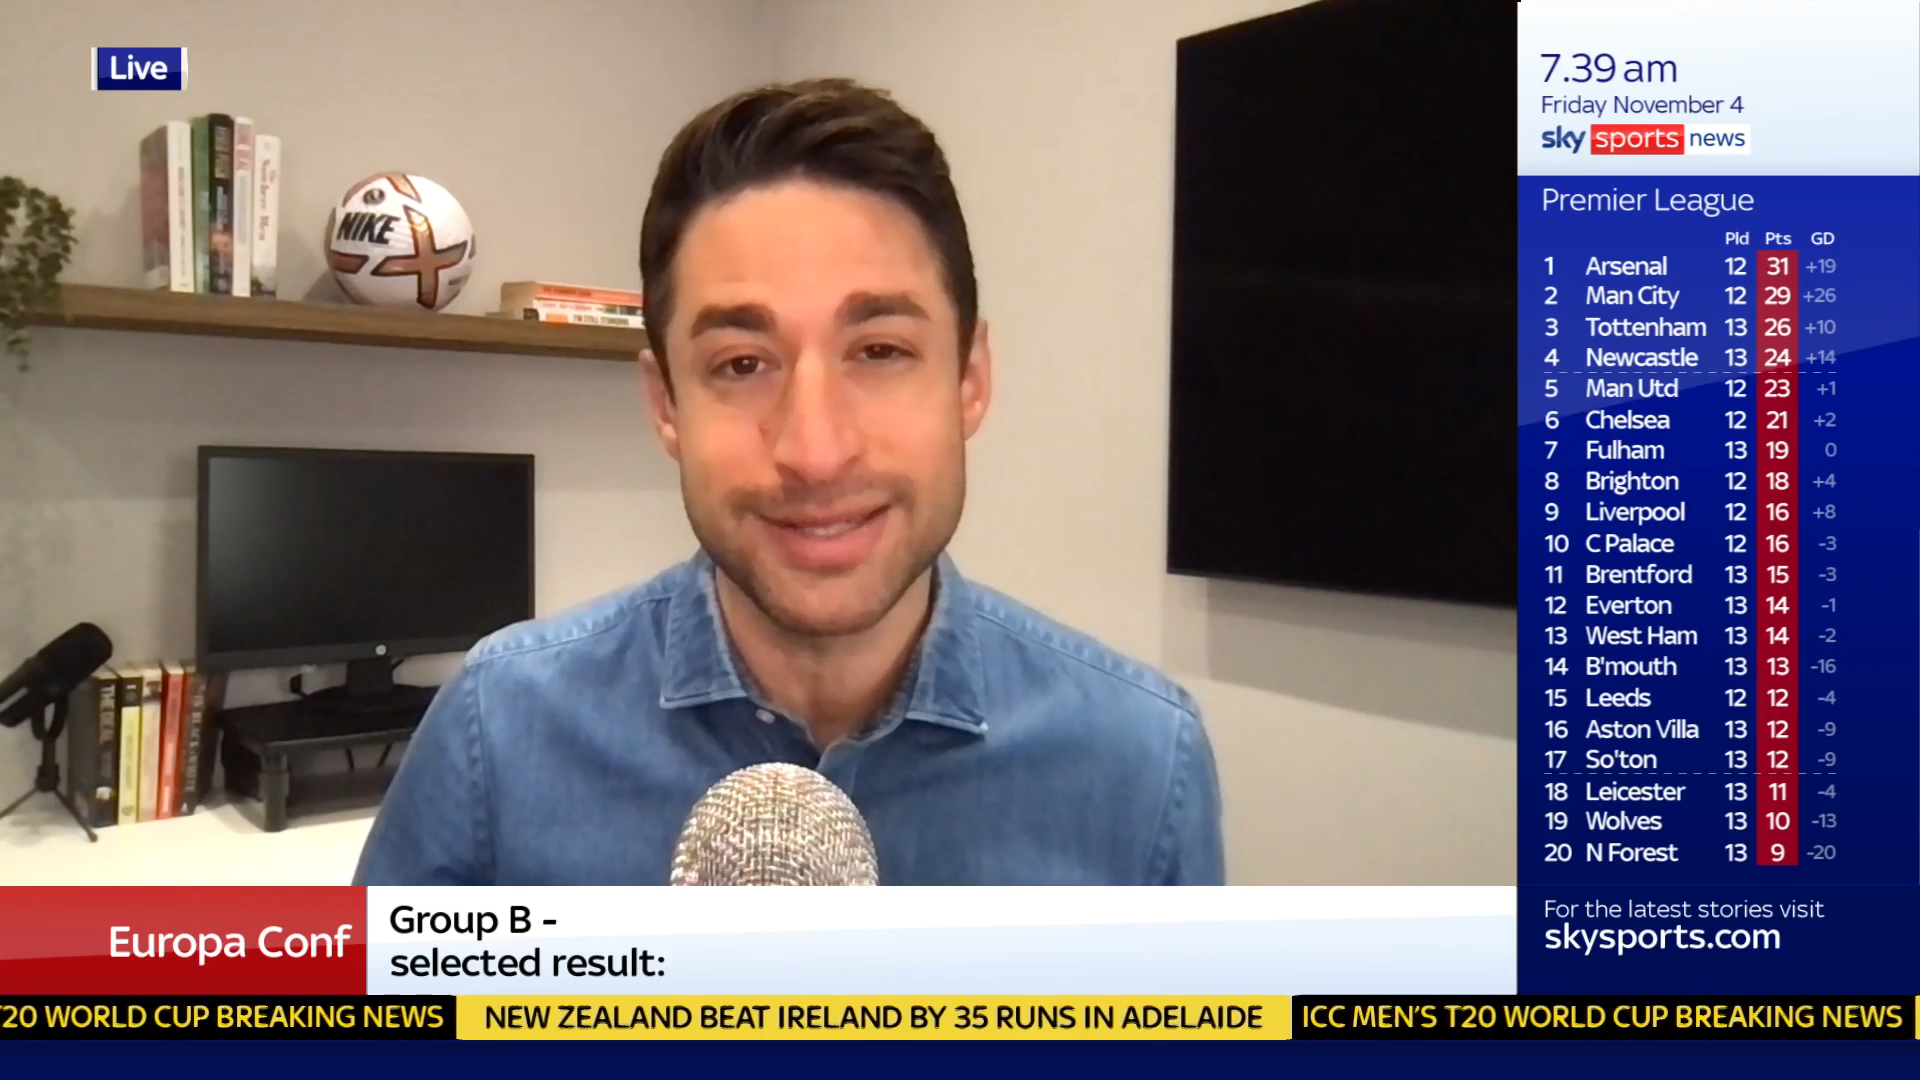 Live
NIKE
I'M STILL STANDING
7.39 am
Friday November 4
sky sports news
Premier League
Pld Pts GD
1 Arsenal 12 31 +19
2 Man City 12 29 +26
3 Tottenham 13 26 +10
4 Newcastle 13 24 +14
5 Man Utd 12 23 +1
6 Chelsea 12 21 +2
7 Fulham 13 19 0
8 Brighton 12 18 +4
9 Liverpool 12 16 +8
10 C Palace 12 16 -3
11 Brentford 13 15 -3
12 Everton 13 14 -1
13 West Ham 13 14 -2
14 B'mouth 13 13 -16
15 Leeds 12 12 -4
16 Aston Villa 13 12 -9
17 So'ton 13 12 -9
18 Leicester 13 11 -4
19 Wolves 13 10 -13
20 N Forest 13 9 -20
For the latest stories visit
skysports.com
Europa Conf
Group B -
selected result:
T20 WORLD CUP BREAKING NEWS NEW ZEALAND BEAT IRELAND BY 35 RUNS IN ADELAIDE ICC MEN'S T20 WORLD CUP BREAKING NEWS